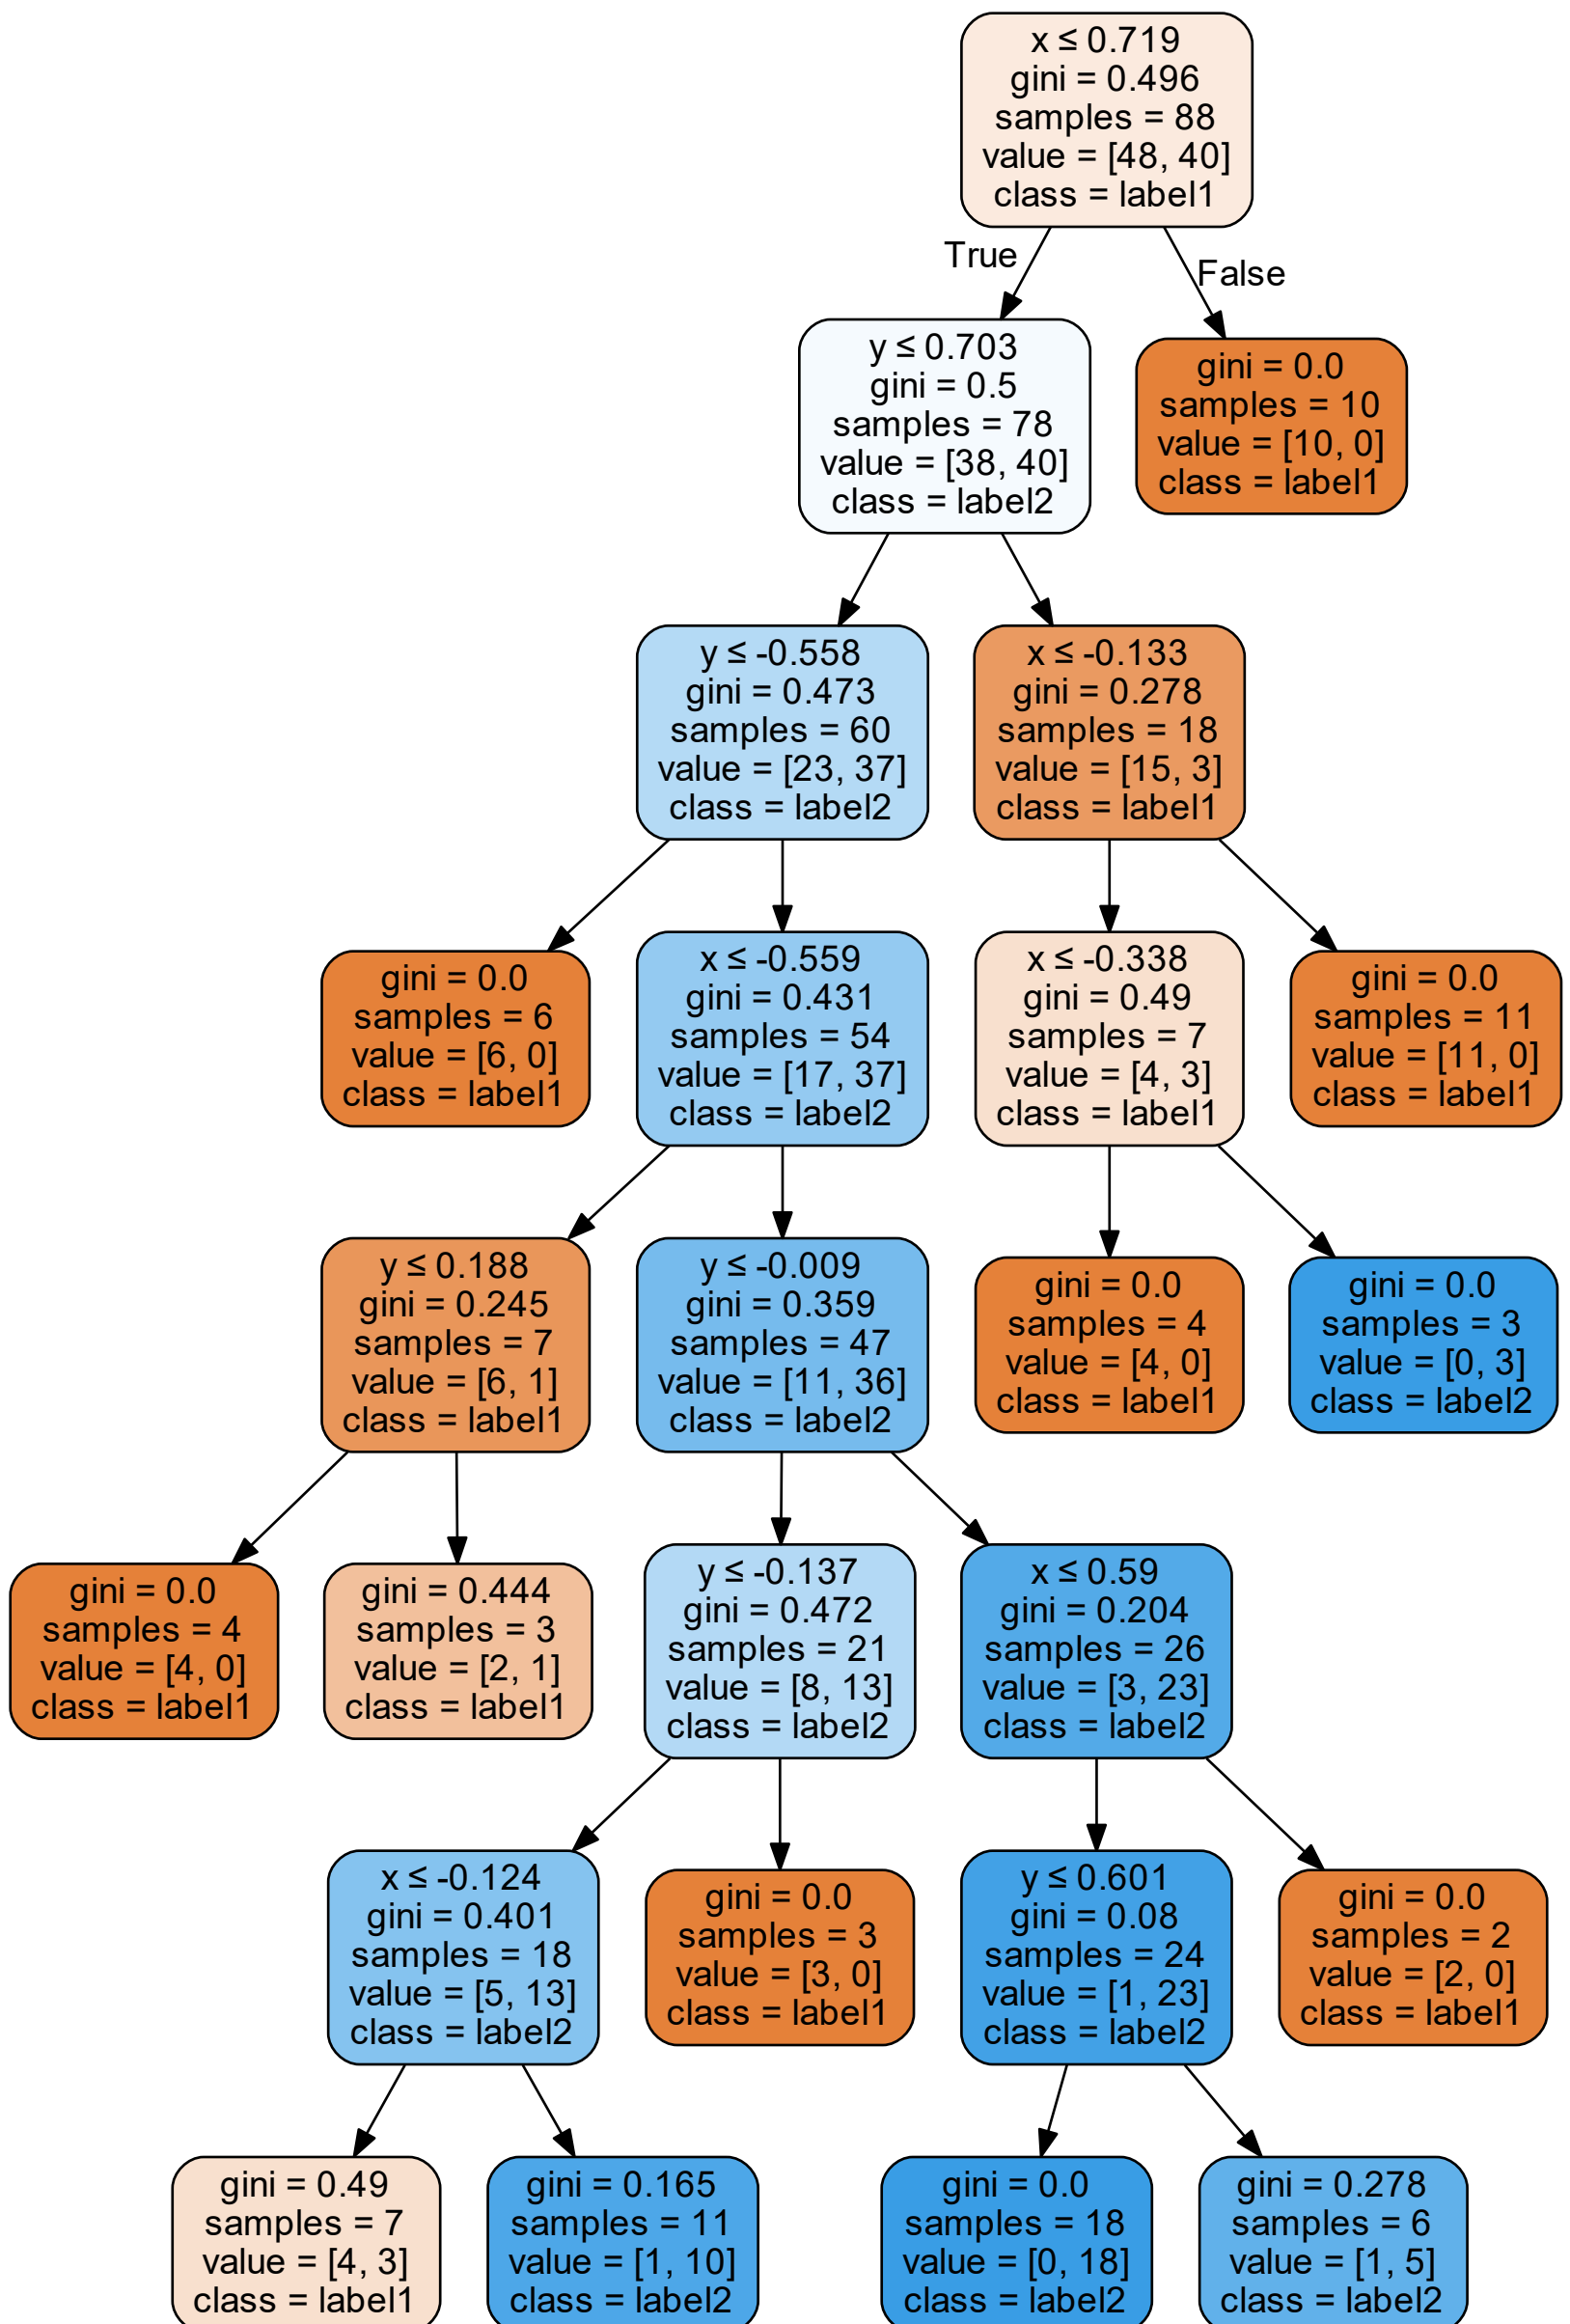 x ≤ 0.719
gini = 0.496
samples = 88
value = [48, 40]
class = label1
True
False
y ≤ 0.703
gini = 0.5
samples = 78
value = [38, 40]
class = label2
gini = 0.0
samples = 10
value = [10, 0]
class = label1
y ≤ -0.558
gini = 0.473
samples = 60
value = [23, 37]
class = label2
x ≤ -0.133
gini = 0.278
samples = 18
value = [15, 3]
class = label1
gini = 0.0
samples = 6
value = [6, 0]
class = label1
x ≤ -0.559
gini = 0.431
samples = 54
value = [17, 37]
class = label2
x ≤ -0.338
gini = 0.49
samples = 7
value = [4, 3]
class = label1
gini = 0.0
samples = 11
value = [11, 0]
class = label1
y ≤ 0.188
gini = 0.245
samples = 7
value = [6, 1]
class = label1
y ≤ -0.009
gini = 0.359
samples = 47
value = [11, 36]
class = label2
gini = 0.0
samples = 4
value = [4, 0]
class = label1
gini = 0.0
samples = 3
value = [0, 3]
class = label2
gini = 0.0
samples = 4
value = [4, 0]
class = label1
gini = 0.444
samples = 3
value = [2, 1]
class = label1
y ≤ -0.137
gini = 0.472
samples = 21
value = [8, 13]
class = label2
x ≤ 0.59
gini = 0.204
samples = 26
value = [3, 23]
class = label2
x ≤ -0.124
gini = 0.401
samples = 18
value = [5, 13]
class = label2
gini = 0.0
samples = 3
value = [3, 0]
class = label1
y ≤ 0.601
gini = 0.08
samples = 24
value = [1, 23]
class = label2
gini = 0.0
samples = 2
value = [2, 0]
class = label1
gini = 0.49
samples = 7
value = [4, 3]
class = label1
gini = 0.165
samples = 11
value = [1, 10]
class = label2
gini = 0.0
samples = 18
value = [0, 18]
class = label2
gini = 0.278
samples = 6
value = [1, 5]
class = label2